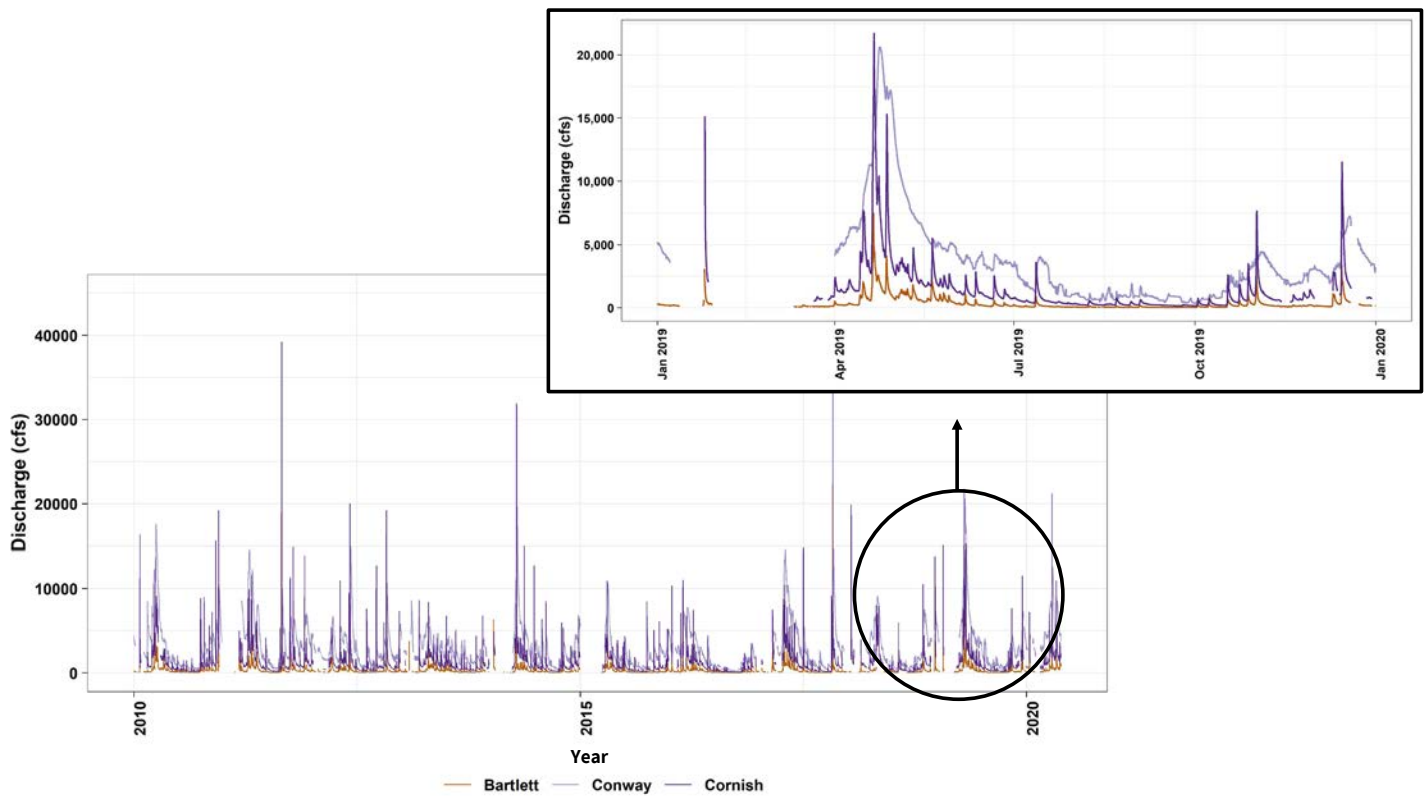 20,000
15,000
10,000
5,000
0
Discharge (cfs)
Jan 2019
Apr 2019
Jul 2019
Oct 2019
Jan 2020
40000
30000
20000
10000
0
Discharge (cfs)
2010
2015
2020
Year
Bartlett Conway Cornish